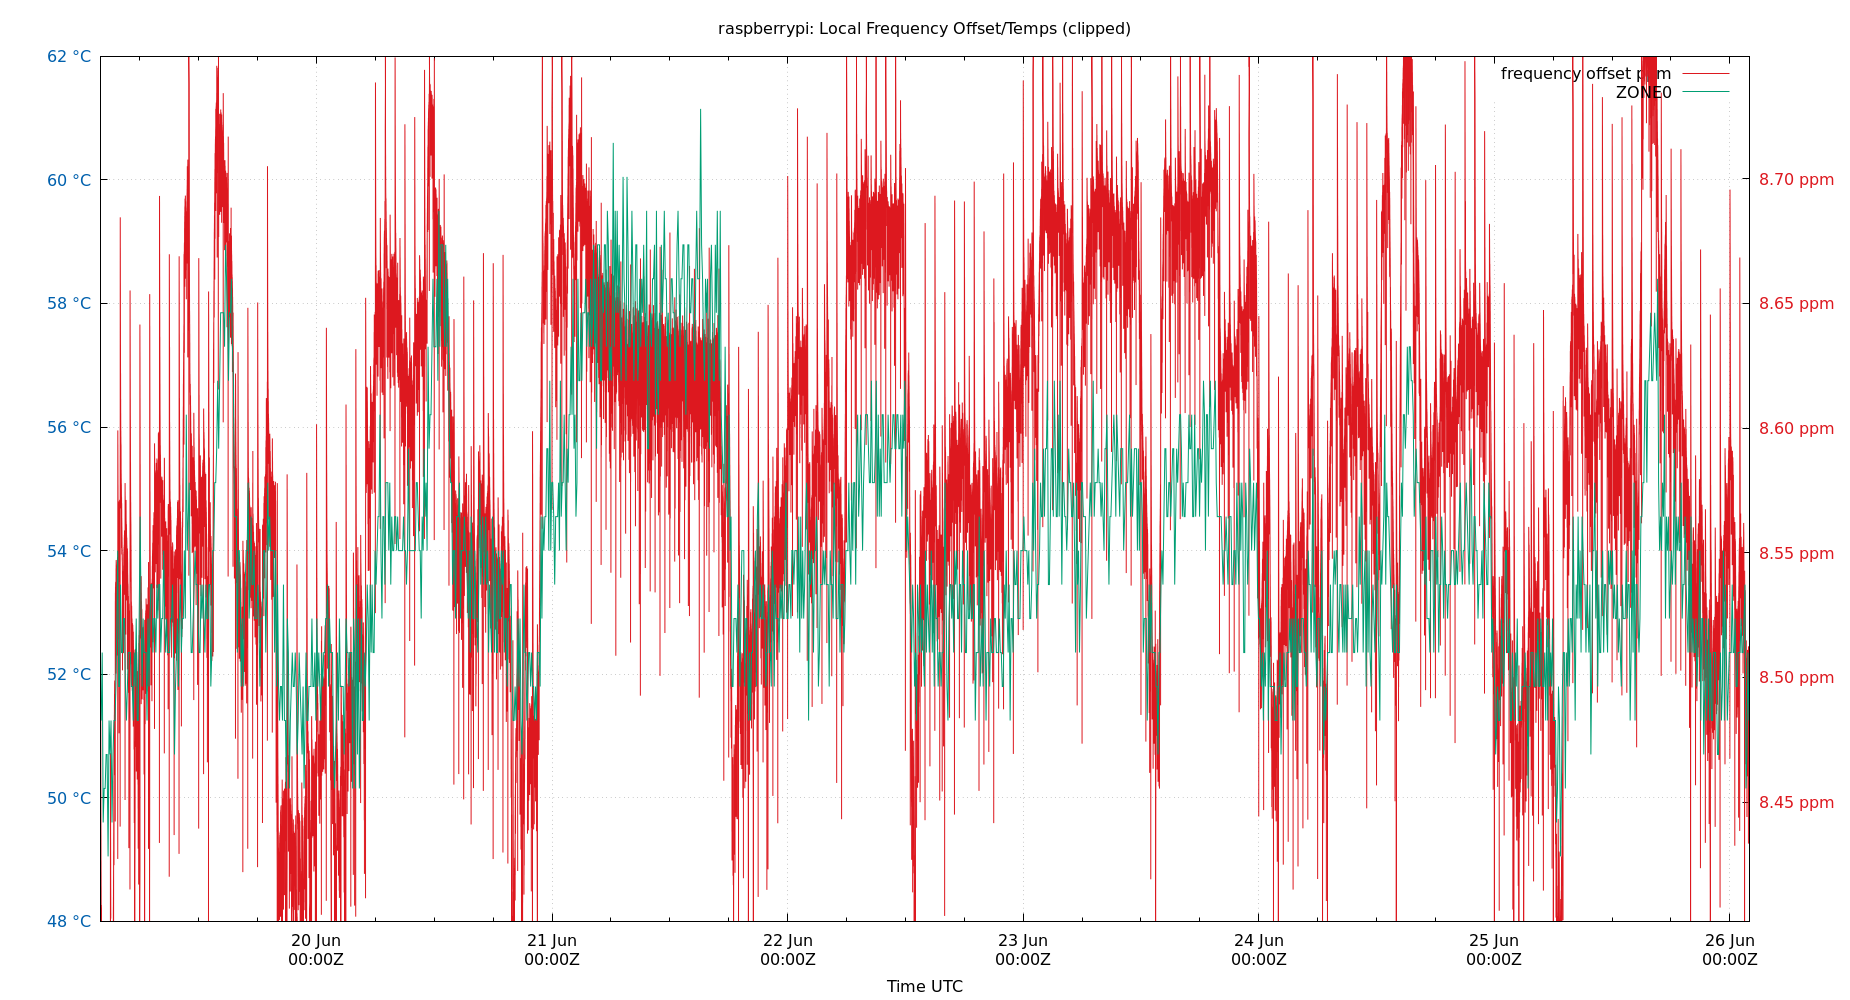 raspberrypi: Local Frequency Offset/Temps (clipped)
62 °C
60 °C
58 °C
56 °C
54 °C
52 °C
50 °C
48 °C
frequency offset ppm
ZONE0
8.70 ppm
8.65 ppm
8.60 ppm
8.55 ppm
8.50 ppm
8.45 ppm
20 Jun
00:00Z
21 Jun
00:00Z
22 Jun
00:00Z
23 Jun
00:00Z
24 Jun
00:00Z
25 Jun
00:00Z
26 Jun
00:00Z
Time UTC